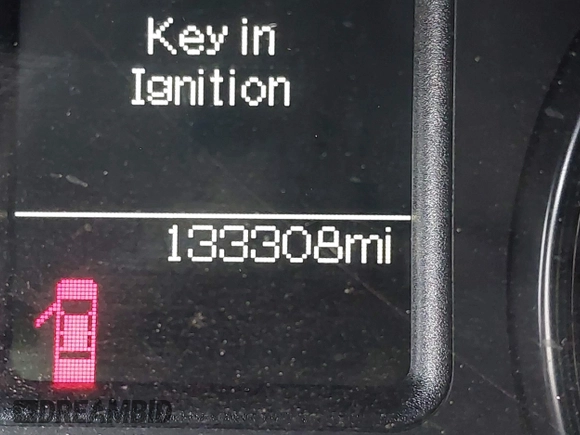 Key in
Ignition
133308mi
DREAMBID